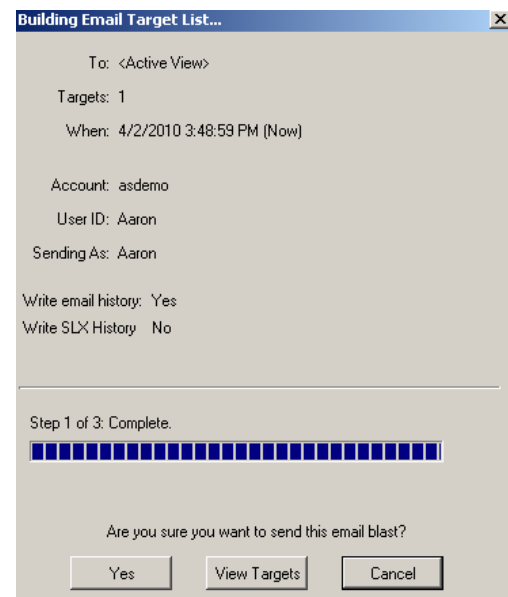 Building Email Target List...
To: <Active View>
Targets: 1
When: 4/2/2010 3:48:59 PM (Now)
Account: asdemo
User ID: Aaron
Sending As: Aaron
Write email history: Yes
Write SLX History No
Step 1 of 3: Complete.
Are you sure you want to send this email blast?
Yes View Targets Cancel